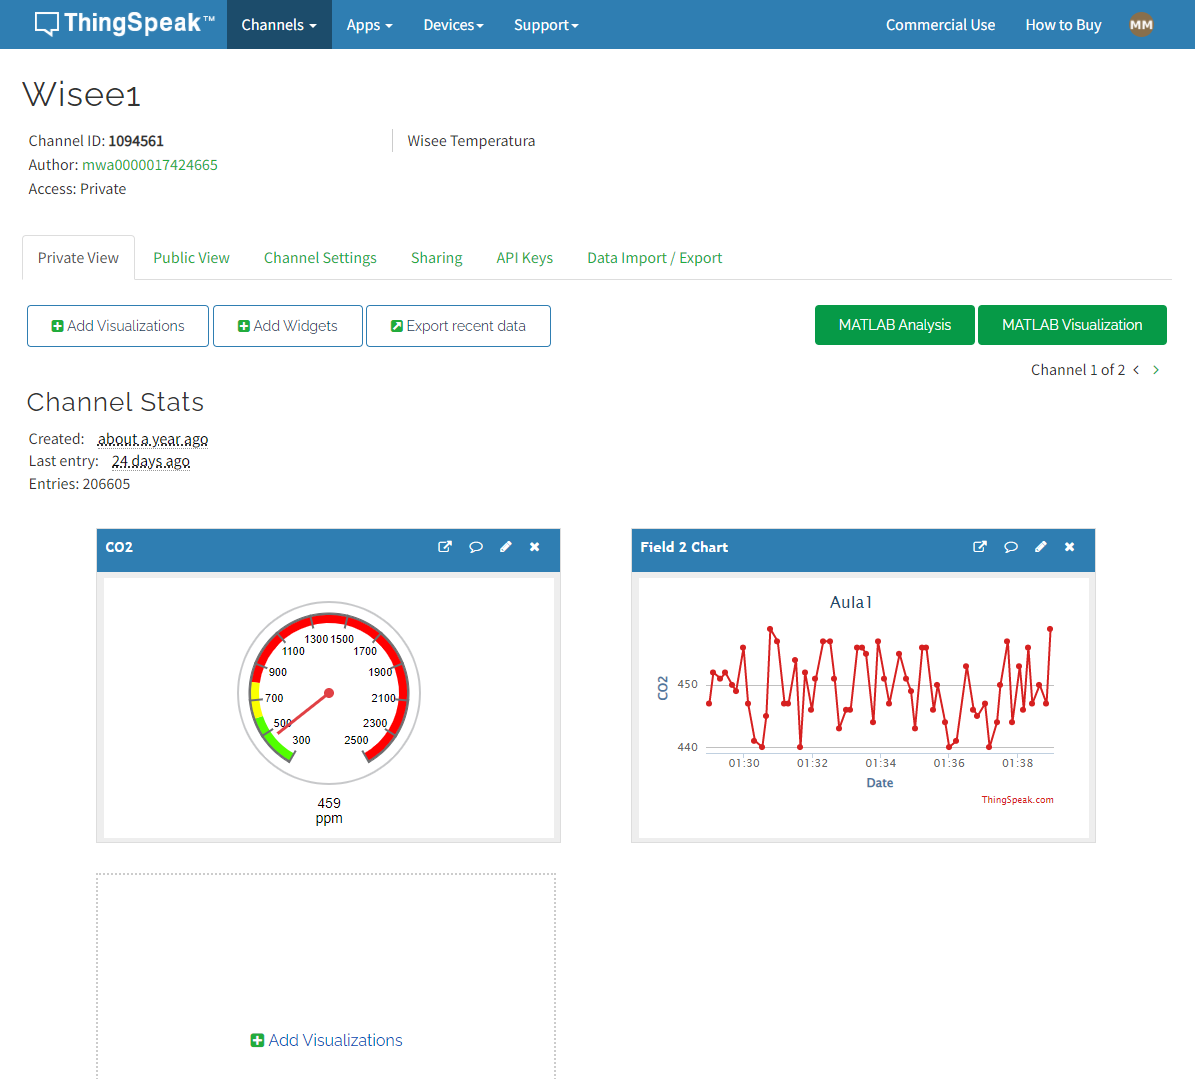 ThingSpeak™ Channels Apps Devices Support Commercial Use How to Buy MM
Wisee1
Channel ID: 1094561
Author: mwa0000017424665
Access: Private
Wisee Temperatura
Private View Public View Channel Settings Sharing API Keys Data Import / Export
Add Visualizations Add Widgets Export recent data MATLAB Analysis MATLAB Visualization
Channel 1 of 2 < >
Channel Stats
Created: about a year ago
Last entry: 24 days ago
Entries: 206605
CO2
300
500
700
900
1100
1300
1500
1700
1900
2100
2300
2500
459
ppm
Field 2 Chart
Aula1
CO2
450
440
01:30 01:32 01:34 01:36 01:38
Date
ThingSpeak.com
Add Visualizations